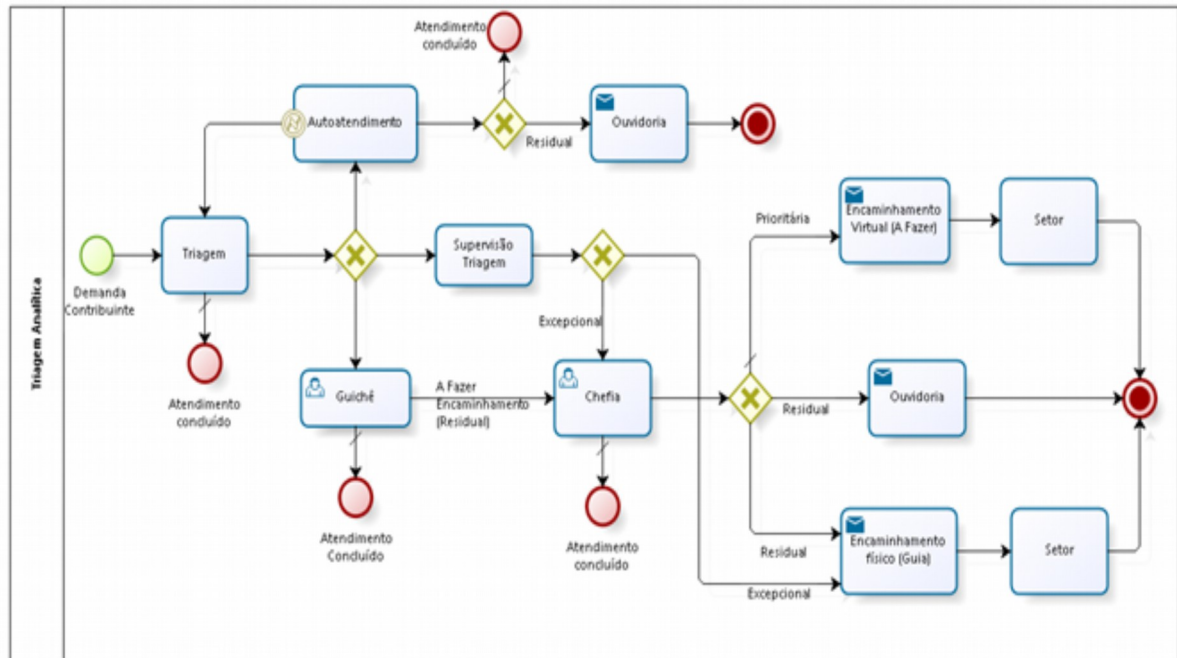 Triagem Analítica
Atendimento
concluído
Autoatendimento
Residual
Ouvidoria
Demanda
Contribuinte
Triagem
Atendimento
concluído
Supervisão
Triagem
Excepcional
Guichê
A Fazer
Encaminhamento
(Residual)
Atendimento
Concluído
Chefia
Atendimento
concluído
Prioritária
Encaminhamento
Virtual (A Fazer)
Setor
Residual
Ouvidoria
Residual
Excepcional
Encaminhamento
físico (Guia)
Setor